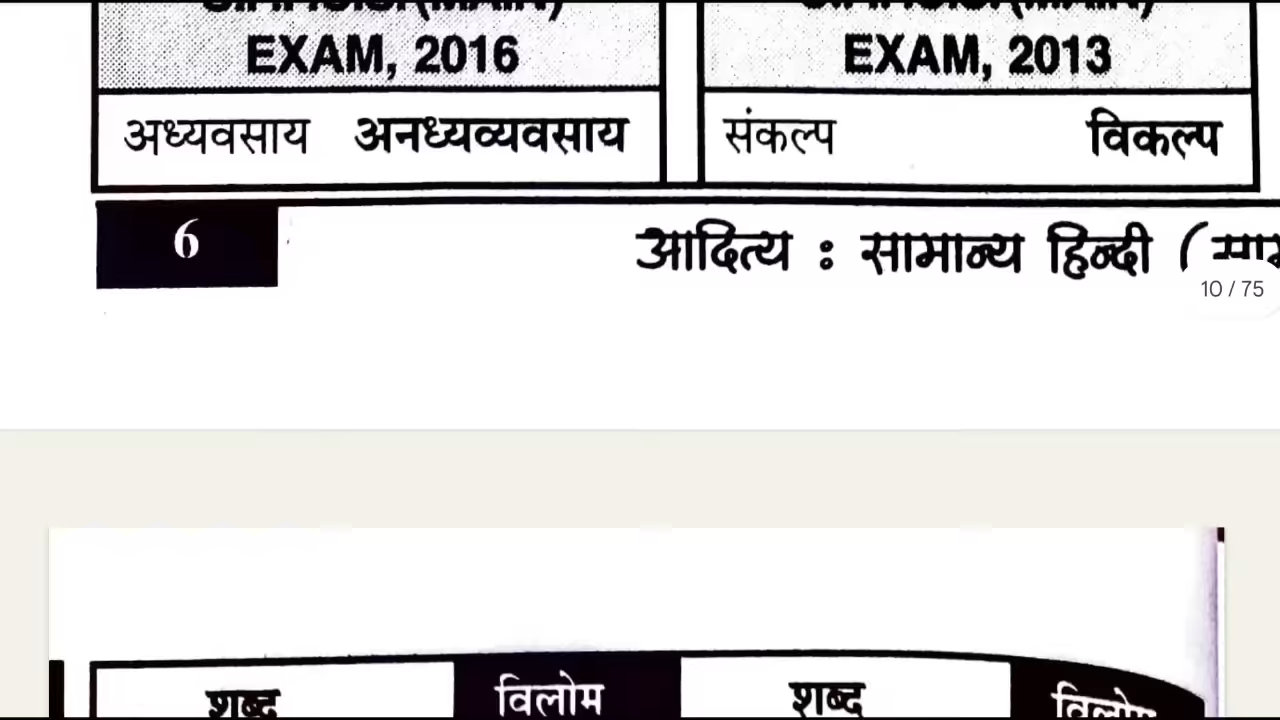 EXAM, 2016
EXAM, 2013
अध्यवसाय अनध्यव्यवसाय
संकल्प विकल्प
6
आदित्य : सामान्य हिन्दी (
10 / 75
शब्द विलोम शब्द विलोम